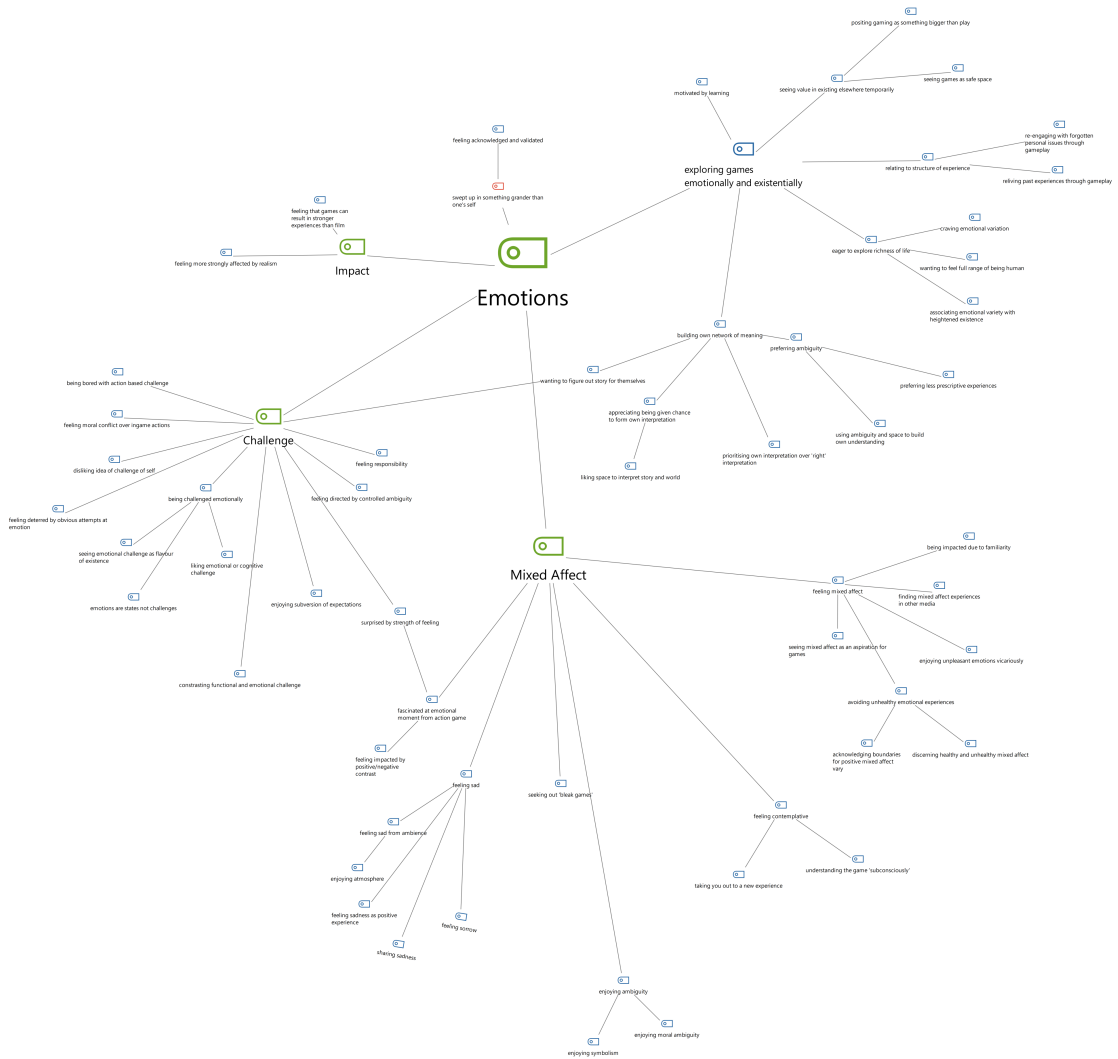 positing gaming as something bigger than play
seeing games as safe space
motivated by learning
seeing value in existing elsewhere temporarily
feeling acknowledged and validated
re-engaging with forgotten
personal issues through
gameplay
exploring games
emotionally and existentially
relating to structure of experience
reliving past experiences through gameplay
swept up in something grander than
one's self
feeling that games can
result in stronger
experiences than film
craving emotional variation
eager to explore richness of life
feeling more strongly affected by realism
Impact
wanting to feel full range of being human
Emotions
associating emotional variety with
heightened existence
building own network of meaning
preferring ambiguity
being bored with action based challenge
wanting to figure out story for themselves
preferring less prescriptive experiences
appreciating being given chance
to form own interpretation
feeling moral conflict over ingame actions
using ambiguity and space to build
own understanding
Challenge
prioritising own interpretation over 'right'
interpretation
disliking idea of challenge of self
feeling responsibility
liking space to interpret story and world
being challenged emotionally
feeling directed by controlled ambiguity
feeling deterred by obvious attempts at
emotion
seeing emotional challenge as flavour
of existence
liking emotional or cognitive
challenge
being impacted due to familiarity
Mixed Affect
emotions are states not challenges
enjoying subversion of expectations
feeling mixed affect
finding mixed affect experiences
in other media
surprised by strength of feeling
seeing mixed affect as an aspiration for
games
enjoying unpleasant emotions vicariously
constrasting functional and emotional challenge
avoiding unhealthy emotional experiences
fascinated at emotional
moment from action game
acknowledging boundaries
for positive mixed affect
vary
discerning healthy and unhealthy mixed affect
feeling impacted by
positive/negative
contrast
feeling sad
seeking out 'bleak games'
feeling contemplative
feeling sad from ambience
understanding the game 'subconsciously'
enjoying atmosphere
taking you out to a new experience
feeling sadness as positive
experience
feeling sorrow
sharing sadness
enjoying ambiguity
enjoying moral ambiguity
enjoying symbolism